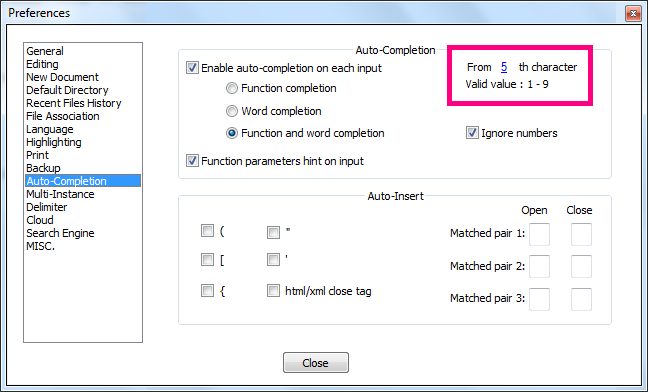 Preferences
General
Editing
New Document
Default Directory
Recent Files History
File Association
Language
Highlighting
Print
Backup
Auto-Completion
Multi-Instance
Delimiter
Cloud
Search Engine
MISC.
Auto-Completion
Enable auto-completion on each input
From 5 th character
Valid value : 1 - 9
Function completion
Word completion
Function and word completion
Ignore numbers
Function parameters hint on input
Auto-Insert
Open Close
( " Matched pair 1:
[ ' Matched pair 2:
{ html/xml close tag Matched pair 3:
Close